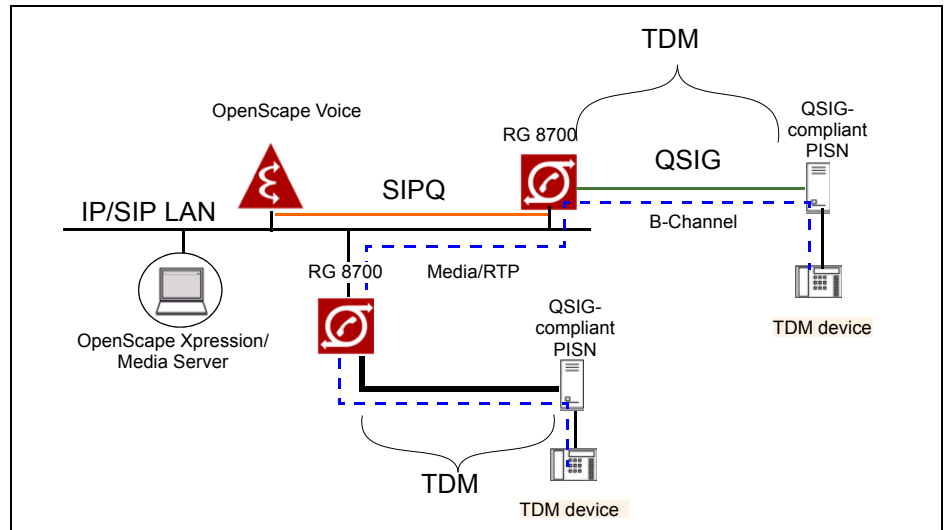 TDM
OpenScape Voice
RG 8700
QSIG-
compliant
PISN
SIPQ
QSIG
IP/SIP LAN
B-Channel
RG 8700
Media/RTP
TDM device
OpenScape Xpression/
Media Server
QSIG-
compliant
PISN
TDM
TDM device